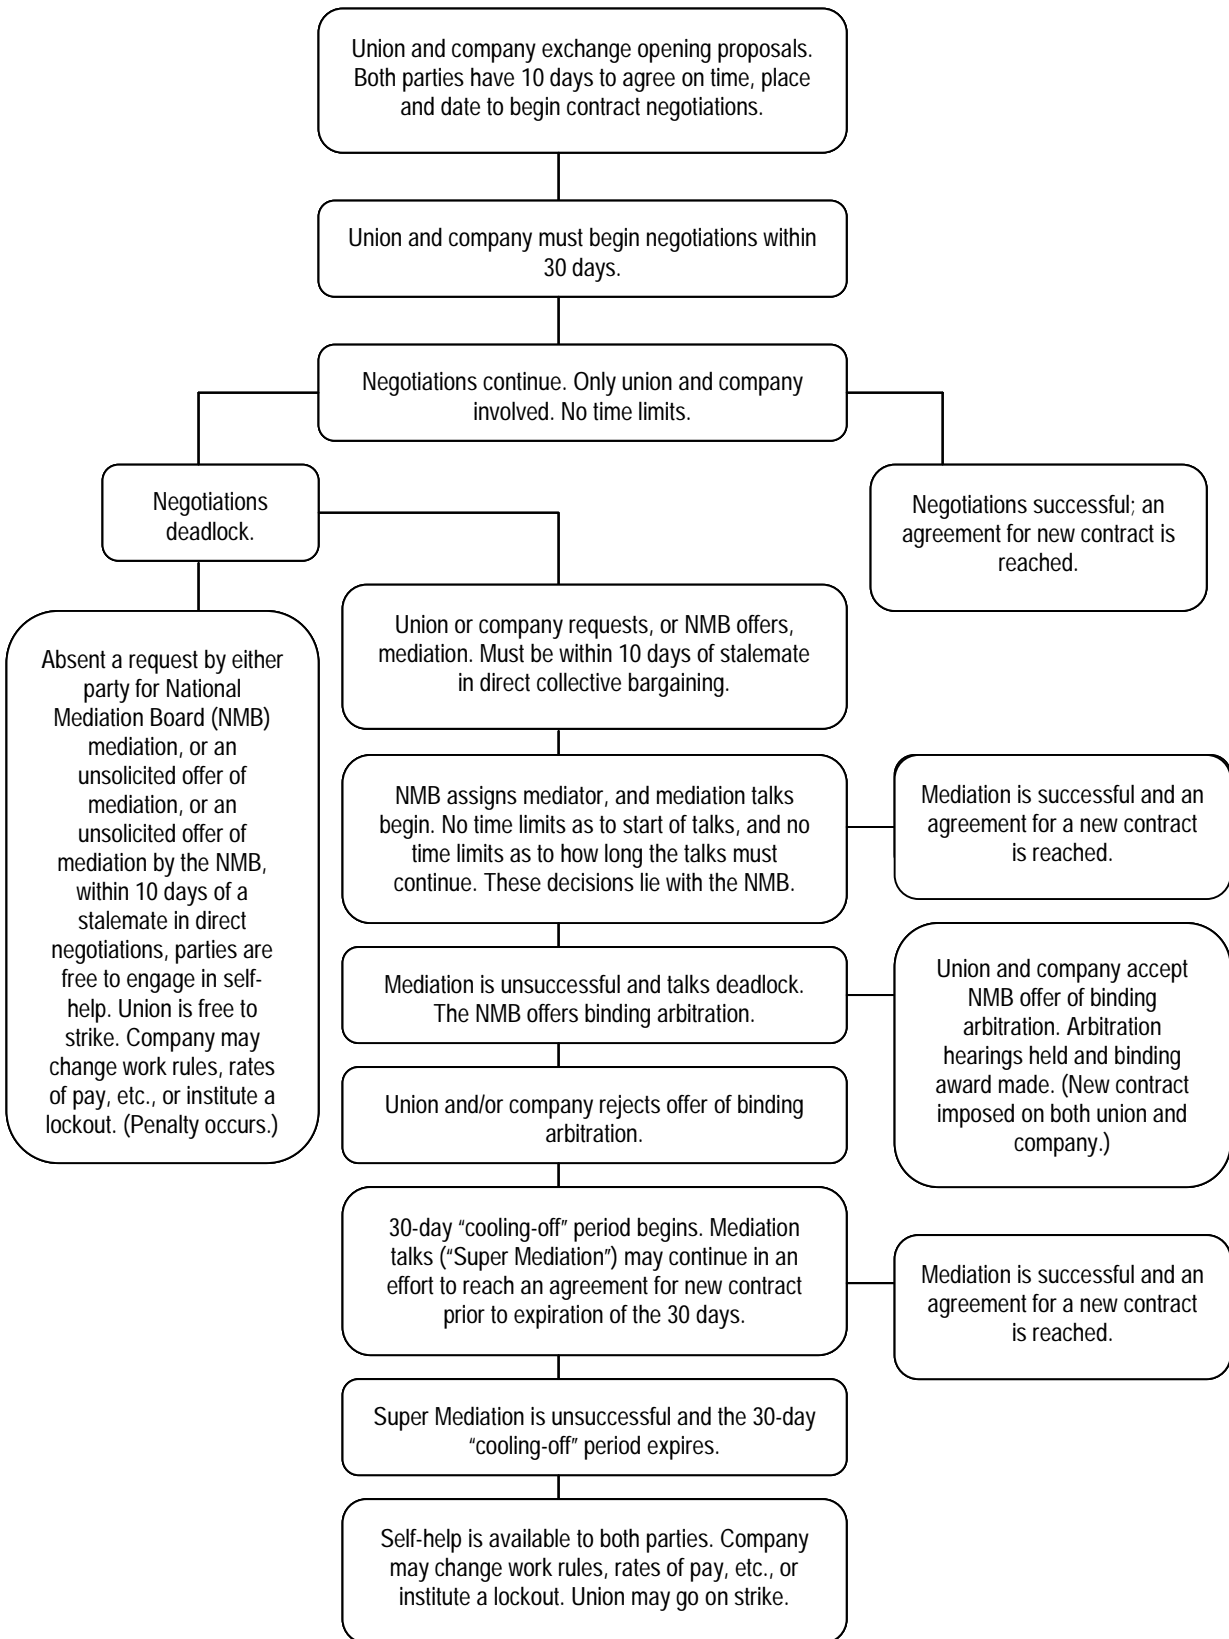 Union and company exchange opening proposals.
Both parties have 10 days to agree on time, place
and date to begin contract negotiations.
Union and company must begin negotiations within
30 days.
Negotiations continue. Only union and company
involved. No time limits.
Negotiations
deadlock.
Negotiations successful; an
agreement for new contract is
reached.
Absent a request by either
party for National
Mediation Board (NMB)
mediation, or an
unsolicited offer of
mediation, or an
unsolicited offer of
mediation by the NMB,
within 10 days of a
stalemate in direct
negotiations, parties are
free to engage in self-
help. Union is free to
strike. Company may
change work rules, rates
of pay, etc., or institute a
lockout. (Penalty occurs.)
Union or company requests, or NMB offers,
mediation. Must be within 10 days of stalemate
in direct collective bargaining.
NMB assigns mediator, and mediation talks
begin. No time limits as to start of talks, and no
time limits as to how long the talks must
continue. These decisions lie with the NMB.
Mediation is successful and an
agreement for a new contract
is reached.
Mediation is unsuccessful and talks deadlock.
The NMB offers binding arbitration.
Union and company accept
NMB offer of binding
arbitration. Arbitration
hearings held and binding
award made. (New contract
imposed on both union and
company.)
Union and/or company rejects offer of binding
arbitration.
30-day “cooling-off” period begins. Mediation
talks (“Super Mediation”) may continue in an
effort to reach an agreement for new contract
prior to expiration of the 30 days.
Mediation is successful and an
agreement for a new contract
is reached.
Super Mediation is unsuccessful and the 30-day
“cooling-off” period expires.
Self-help is available to both parties. Company
may change work rules, rates of pay, etc., or
institute a lockout. Union may go on strike.